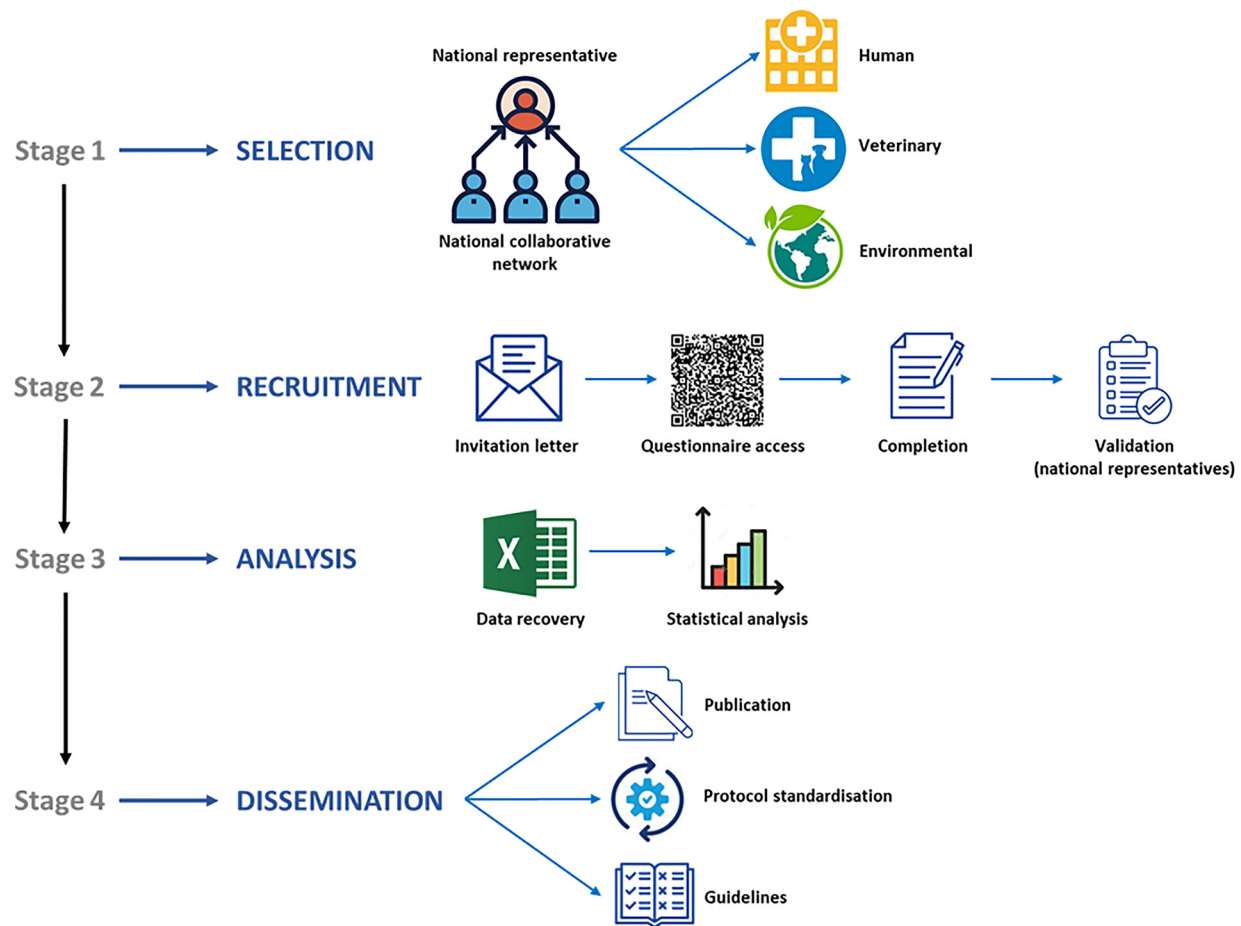 Stage 1
SELECTION
National representative
National collaborative
network
Human
Veterinary
Environmental
Stage 2
RECRUITMENT
Invitation letter
Questionnaire access
Completion
Validation
(national representatives)
Stage 3
ANALYSIS
X
Data recovery
Statistical analysis
Stage 4
DISSEMINATION
Publication
Protocol standardisation
Guidelines